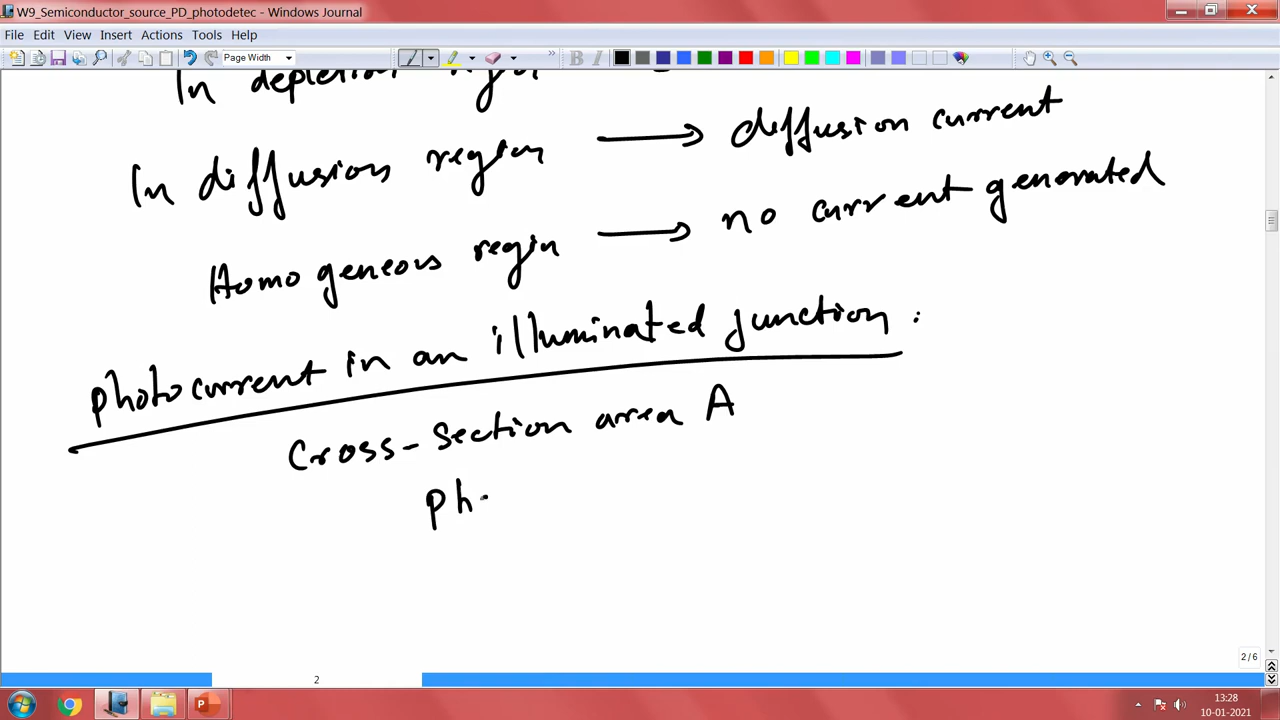 W9_Semiconductor_source_PD_photodetec - Windows Journal
File Edit View Insert Actions Tools Help
Page Width
In depletion region
In diffusion region → diffusion current
Homogeneous regin → no current generated
photocurrent in an illuminated junction :
Cross-section area A
Ph
2/6
2
13:28
10-01-2021